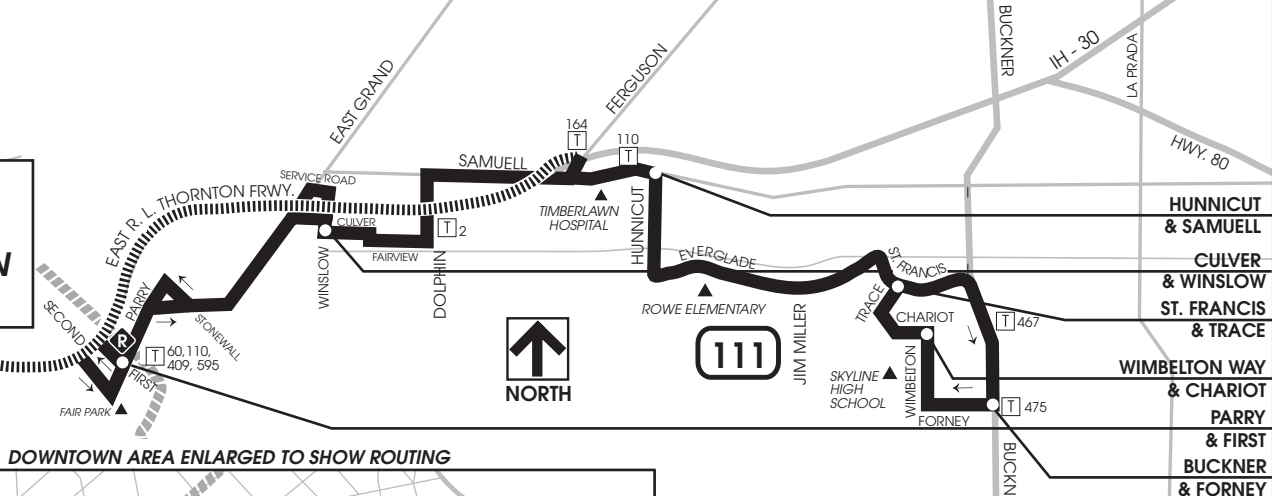 BUCKNER
IH - 30
LA PRADA
EAST GRAND
FERGUSON
164
T
110
T
HWY. 80
SAMUELL
SERVICE ROAD
EAST R. L. THORNTON FRWY.
CULVER
TIMBERLAWN
HOSPITAL
HUNNICUT
HUNNICUT
& SAMUELL
T 2
FAIRVIEW
WINSLOW
DOLPHIN
EVERGLADE
ST. FRANCIS
CULVER
& WINSLOW
PARRY
SECOND
STONEWALL
ROWE ELEMENTARY
TRACE
CHARIOT
ST. FRANCIS
& TRACE
T 467
R
T 60,110,
409, 595
FIRST
FAIR PARK
NORTH
111
JIM MILLER
SKYLINE
HIGH
SCHOOL
WIMBELTON
WIMBELTON WAY
& CHARIOT
T 475
FORNEY
PARRY
& FIRST
BUCKNER
& FORNEY
BUCKN
DOWNTOWN AREA ENLARGED TO SHOW ROUTING